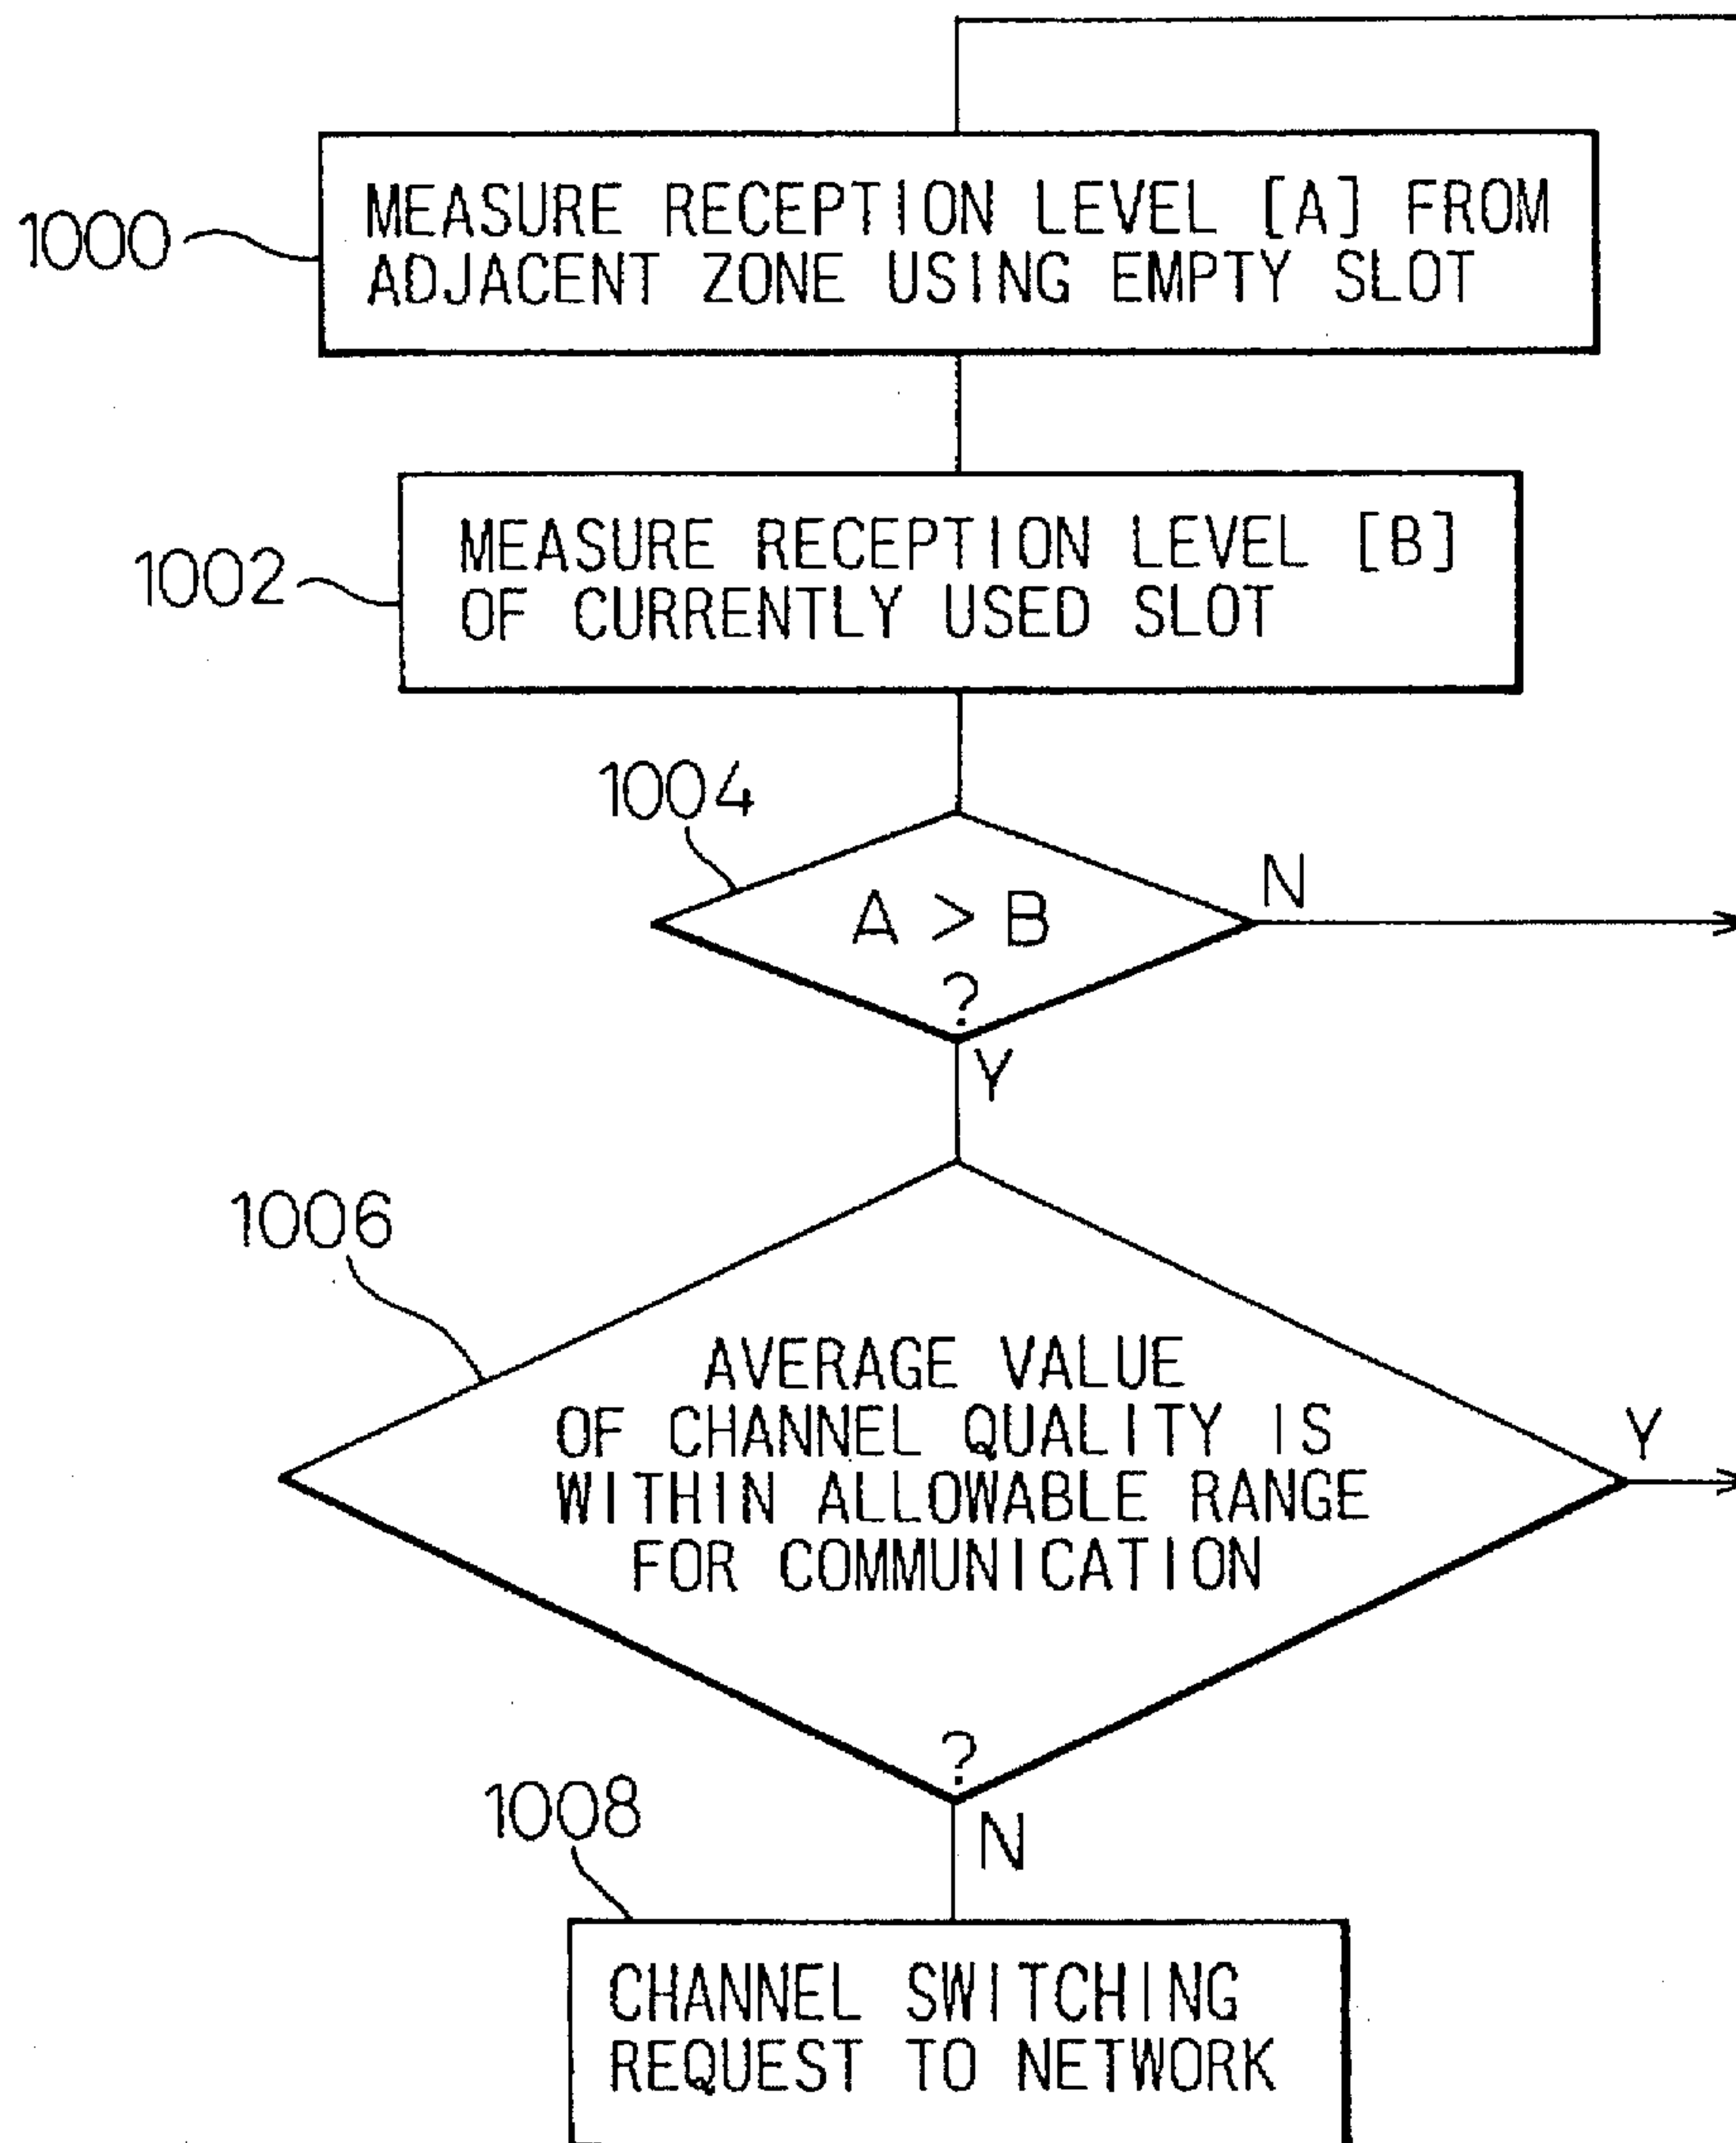 1000
MEASURE RECEPTION LEVEL [A] FROM
ADJACENT ZONE USING EMPTY SLOT
1002
MEASURE RECEPTION LEVEL [B]
OF CURRENTLY USED SLOT
1004
A > B
?
N
Y
1006
AVERAGE VALUE
OF CHANNEL QUALITY IS
WITHIN ALLOWABLE RANGE
FOR COMMUNICATION
?
Y
N
1008
CHANNEL SWITCHING
REQUEST TO NETWORK